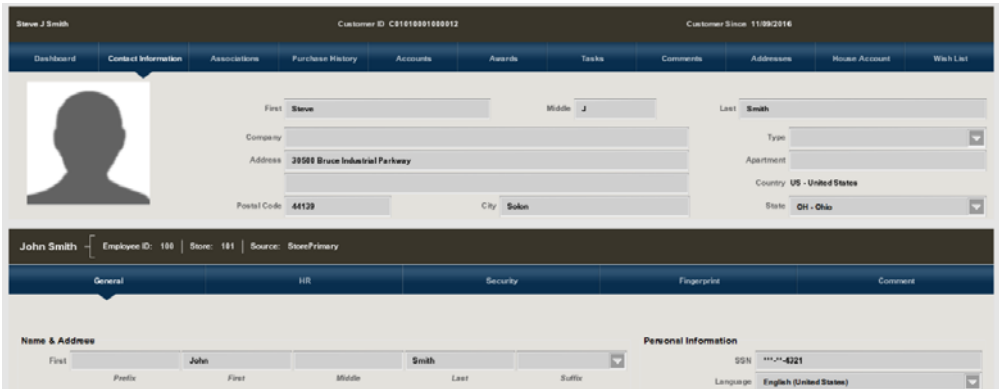 Steve J Smith Customer ID C01010001000012 Customer Since 11/09/2016
Dashboard Contact Information Associations Purchase History Accounts Awards Tasks Comments Addresses House Account Wish List
First Steve Middle J Last Smith
Company Type
Address 30500 Bruce Industrial Parkway Apartment
Country US - United States
Postal Code 44139 City Solon State OH - Ohio
John Smith Employee ID: 100 Store: 101 Source: StorePrimary
General HR Security Fingerprint Comment
Name & Address Personal Information
First John Smith SSN ***-**-4321
Prefix First Middle Last Suffix
Language English (United States)